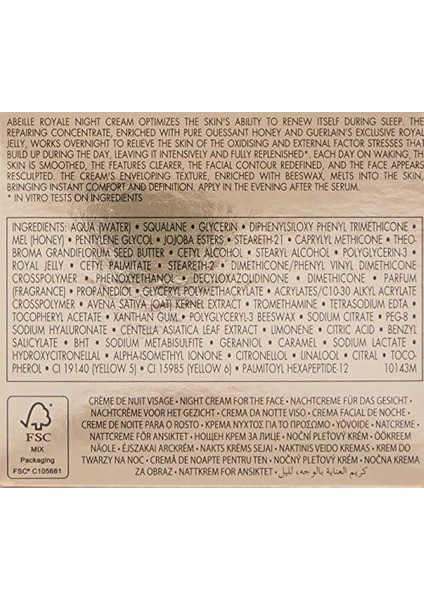 ABEILLE ROYALE NIGHT CREAM OPTIMIZES THE SKIN'S ABILITY TO RENEW ITSELF DURING SLEEP. THE
REPAIRING CONCENTRATE, ENRICHED WITH PURE OUESSANT HONEY AND GUERLAIN'S EXCLUSIVE ROYAL
JELLY, WORKS OVERNIGHT TO RELIEVE THE SKIN OF THE OXIDISING AND EXTERNAL FACTOR STRESSES THAT
BUILD UP DURING THE DAY, LEAVING IT INTENSIVELY AND FULLY REPLENISHED*. EACH DAY ON WAKING, THE
SKIN IS SMOOTHED, THE FEATURES CLEARER, THE FACIAL CONTOUR REDEFINED, AND THE FACE APPEARS
RESCULPTED. THE CREAM'S ENVELOPING TEXTURE, ENRICHED WITH BEESWAX, MELTS INTO THE SKIN,
BRINGING INSTANT COMFORT AND DEFINITION. APPLY IN THE EVENING AFTER THE SERUM.
* IN VITRO TESTS ON INGREDIENTS
INGREDIENTS: AQUA (WATER) • SQUALANE • GLYCERIN • DIPHENYLSILOXY PHENYL TRIMETHICONE •
MEL (HONEY) • PENTYLENE GLYCOL • JOJOBA ESTERS • STEARETH-21 • CAPRYLYL METHICONE • THEO-
BROMA GRANDIFLORUM SEED BUTTER • CETYL ALCOHOL • STEARYL ALCOHOL • POLYGLYCERIN-3 •
ROYAL JELLY • CETYL PALMITATE • STEARETH-2 • DIMETHICONE/PHENYL VINYL DIMETHICONE
CROSSPOLYMER • PHENOXYETHANOL • DECYLOXAZOLIDINONE • DIMETHICONE • PARFUM
(FRAGRANCE) • PROPANEDIOL • GLYCERYL POLYMETHACRYLATE • ACRYLATES/C10-30 ALKYL ACRYLATE
CROSSPOLYMER • AVENA SATIVA (OAT) KERNEL EXTRACT • TROMETHAMINE • TETRASODIUM EDTA •
TOCOPHERYL ACETATE • XANTHAN GUM • POLYGLYCERYL-3 BEESWAX • SODIUM CITRATE • PEG-8
SODIUM HYALURONATE • CENTELLA ASIATICA LEAF EXTRACT • LIMONENE • CITRIC ACID • BENZYL
SALICYLATE • BHT • SODIUM METABISULFITE • GERANIOL • CARAMEL • SODIUM LACTATE •
HYDROXYCITRONELLAL • ALPHA-ISOMETHYL IONONE • CITRONELLOL • LINALOOL • CITRAL • TOCO-
PHEROL • CI 19140 (YELLOW 5) • CI 15985 (YELLOW 6) • PALMITOYL HEXAPEPTIDE-12 10143M
FSC
MIX
Packaging
FSC® C105681
CRÈME DE NUIT VISAGE • NIGHT CREAM FOR THE FACE • NACHTCREME FÜR DAS GESICHT •
NACHTCRÈME VOOR HET GEZICHT • CREMA DA NOTTE VISO • CREMA FACIAL DE NOCHE •
CREME DE NOITE PARA O ROSTO • ΚΡΕΜΑ ΝΥΧΤΟΣ ΓΙΑ ΤΟ ΠΡΟΣΩΠΟ • YÖVOIDE • NATCREME •
NATTCREME FÖR ANSIKTET • НОЩЕН КРЕМ ЗА ЛИЦЕ • NOČNÍ PLEŤOVÝ KRÉM • ÖÖKREEM
NÄOLE • ÉJSZAKAI ARCKRÉM • NAKTS KRĒMS SEJAI • NAKTINIS VEIDO KREMAS • KREM DO
TWARZY NA NOC • CREMĂ DE NOAPTE PENTRU TEN • NOČNÝ PLEŤOVÝ KRÉM • NOČNA KREMA
ZA OBRAZ • NATTKREM FOR ANSIKTET • كريم العناية بالوجه، لليل